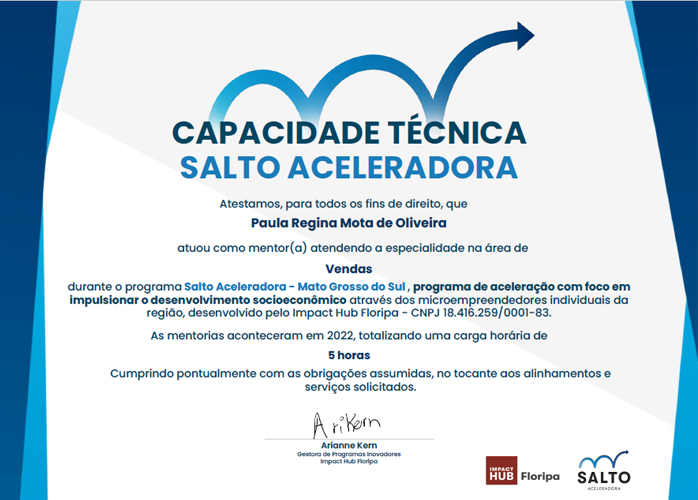 CAPACIDADE TÉCNICA
SALTO ACELERADORA
Atestamos, para todos os fins de direito, que
Paula Regina Mota de Oliveira
atuou como mentor(a) atendendo a especialidade na área de
Vendas
durante o programa Salto Aceleradora - Mato Grosso do Sul , programa de aceleração com foco em
impulsionar o desenvolvimento socioeconômico através dos microempreendedores individuais da
região, desenvolvido pelo Impact Hub Floripa - CNPJ 18.416.259/0001-83.
As mentorias aconteceram em 2022, totalizando uma carga horária de
5 horas
Cumprindo pontualmente com as obrigações assumidas, no tocante aos alinhamentos e
serviços solicitados.
AriKern
Arianne Kern
Gestora de Programas Inovadores
Impact Hub Floripa
IMPACT
HUB Floripa
SALTO
ACELERADORA